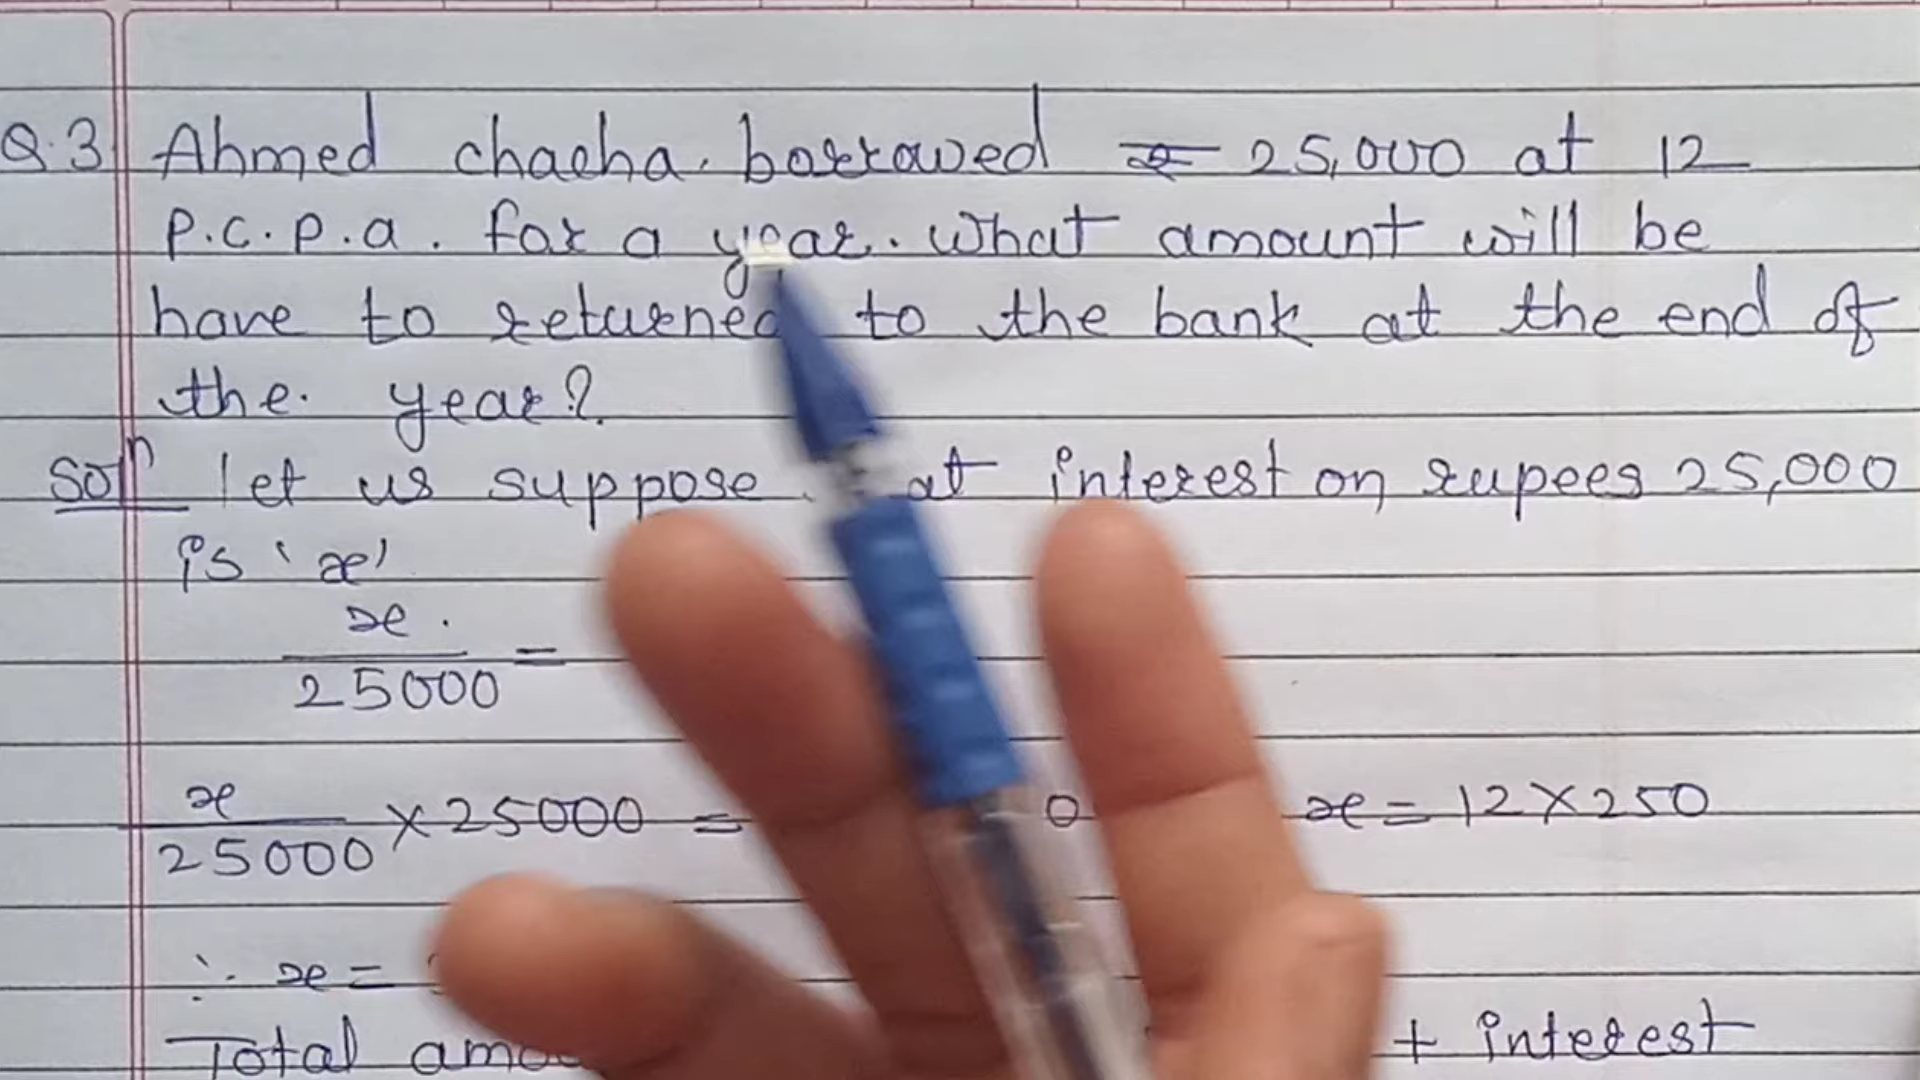 Q.3 Ahmed chacha borrowed ₹ 25,000 at 12
p.c.p.a. for a year. What amount will be
have to returned to the bank at the end of
the year?
Solⁿ let us suppose at interest on rupees 25,000
is 'x'
x
25000 =
x
25000 × 25000 = 0 x = 12 × 250
∴ x =
Total + interest